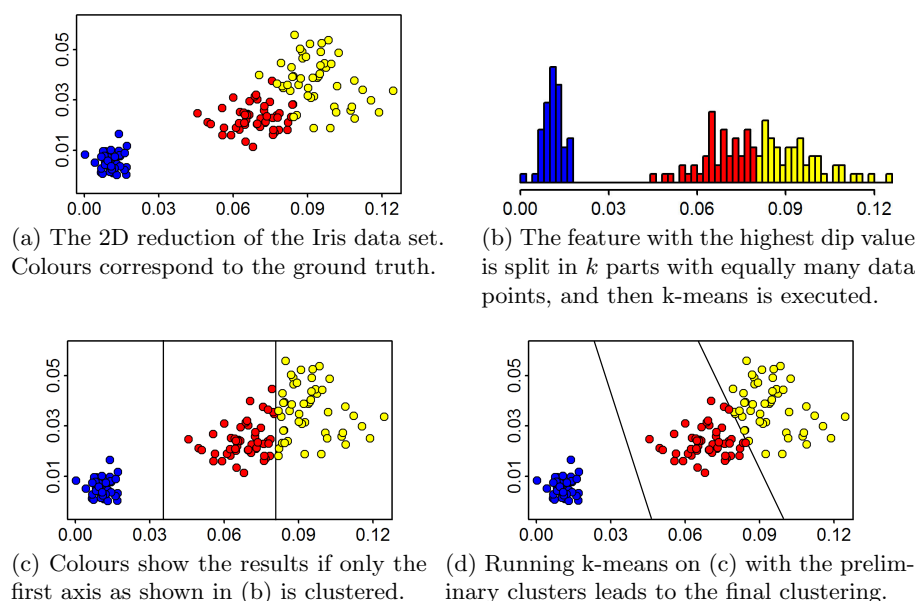 0.05
0.03
0.01
0.00 0.03 0.06 0.09 0.12
(a) The 2D reduction of the Iris data set.
Colours correspond to the ground truth.
0.00 0.03 0.06 0.09 0.12
(b) The feature with the highest dip value
is split in k parts with equally many data
points, and then k-means is executed.
0.05
0.03
0.01
0.00 0.03 0.06 0.09 0.12
(c) Colours show the results if only the
first axis as shown in (b) is clustered.
0.05
0.03
0.01
0.00 0.03 0.06 0.09 0.12
(d) Running k-means on (c) with the prelim-
inary clusters leads to the final clustering.